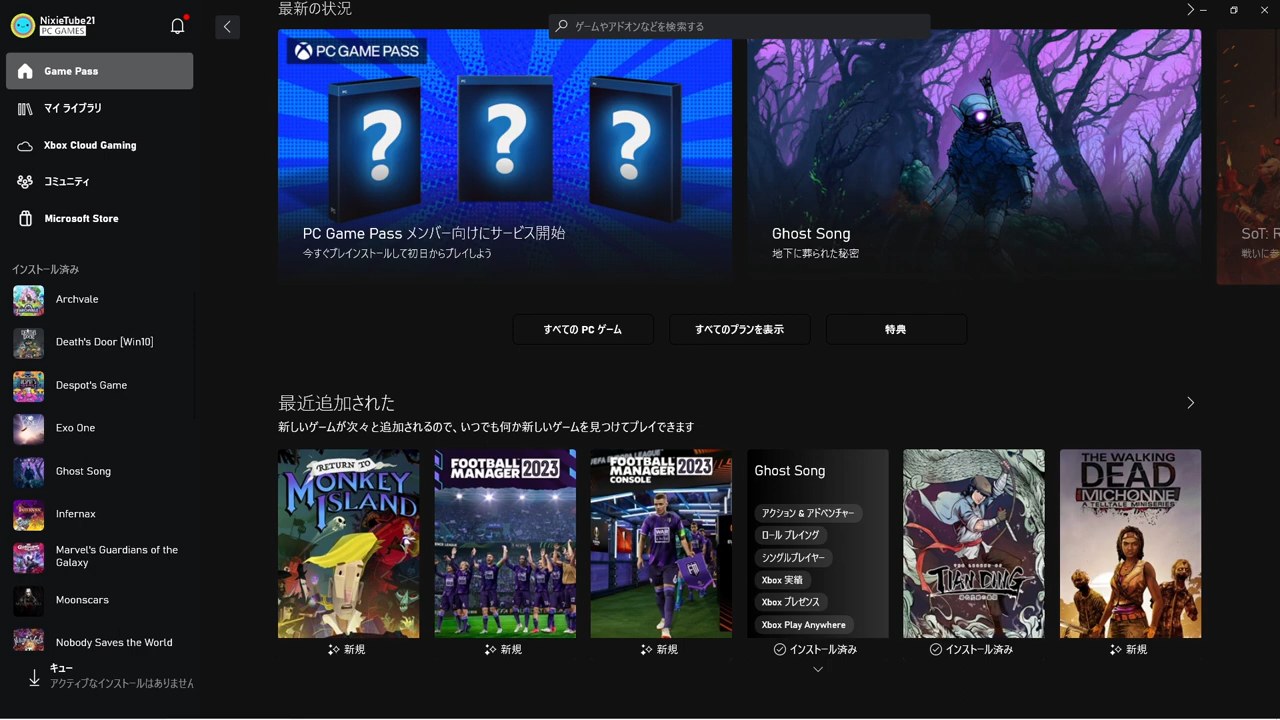 NixieTube21
PC GAMES
Game Pass
マイ ライブラリ
Xbox Cloud Gaming
コミュニティ
Microsoft Store
インストール済み
Archvale
Death's Door [Win10]
Despot's Game
Exo One
Ghost Song
Infernax
Marvel's Guardians of the
Galaxy
Moonscars
Nobody Saves the World
キュー
アクティブなインストールはありません
最新の状況
ゲームやアドオンなどを検索する
PC GAME PASS
PC Game Pass メンバー向けにサービス開始
今すぐプレインストールして初日からプレイしよう
Ghost Song
地下に葬られた秘密
SoT: R
戦いに参
すべての PC ゲーム
すべてのプランを表示
特典
最近追加された
新しいゲームが次々と追加されるので、いつでも何か新しいゲームを見つけてプレイできます
RETURN TO
MONKEY
ISLAND
新規
FOOTBALL
MANAGER 2023
新規
FOOTBALL
MANAGER 2023
CONSOLE
新規
Ghost Song
アクション & アドベンチャー
ロール プレイング
シングルプレイヤー
Xbox 実績
Xbox プレゼンス
Xbox Play Anywhere
インストール済み
THE LEGEND OF
TIAN DING
インストール済み
THE WALKING
DEAD
MICHONNE
A TELLTALE MINISERIES
新規